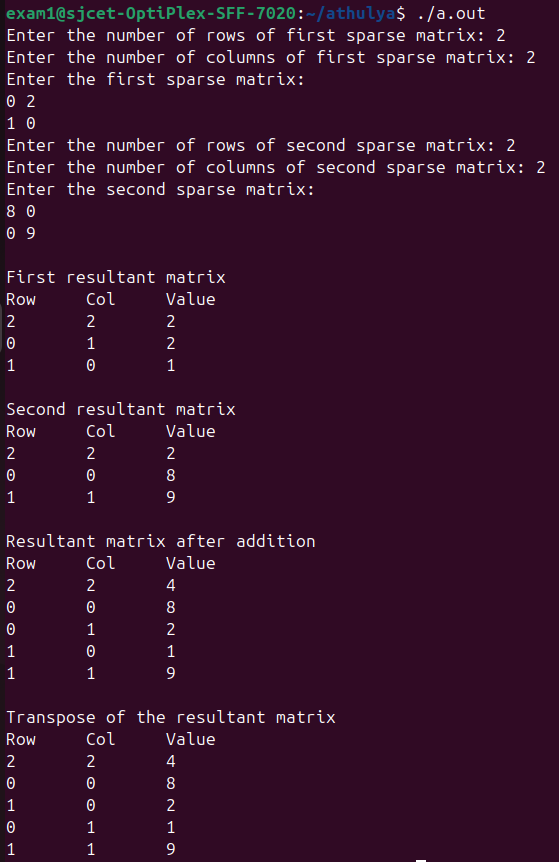 exam1@sjcet-OptiPlex-SFF-7020:~/athulya$ ./a.out
Enter the number of rows of first sparse matrix: 2
Enter the number of columns of first sparse matrix: 2
Enter the first sparse matrix:
0 2
1 0
Enter the number of rows of second sparse matrix: 2
Enter the number of columns of second sparse matrix: 2
Enter the second sparse matrix:
8 0
0 9

First resultant matrix
Row Col Value
2 2 2
0 1 2
1 0 1

Second resultant matrix
Row Col Value
2 2 2
0 0 8
1 1 9

Resultant matrix after addition
Row Col Value
2 2 4
0 0 8
0 1 2
1 0 1
1 1 9

Transpose of the resultant matrix
Row Col Value
2 2 4
0 0 8
1 0 2
0 1 1
1 1 9